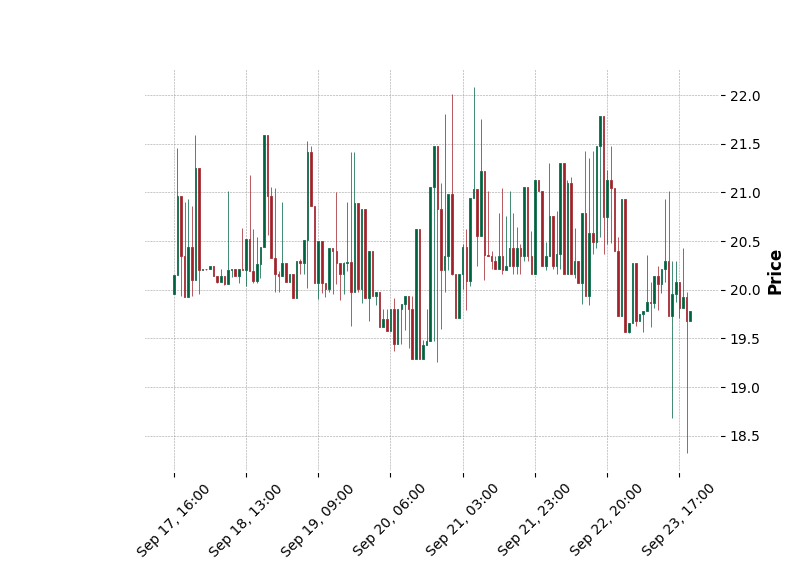 22.0
21.5
21.0
20.5
20.0
19.5
19.0
18.5
Price
Sep 17, 16:00
Sep 18, 13:00
Sep 19, 09:00
Sep 20, 06:00
Sep 21, 03:00
Sep 21, 23:00
Sep 22, 20:00
Sep 23, 17:00